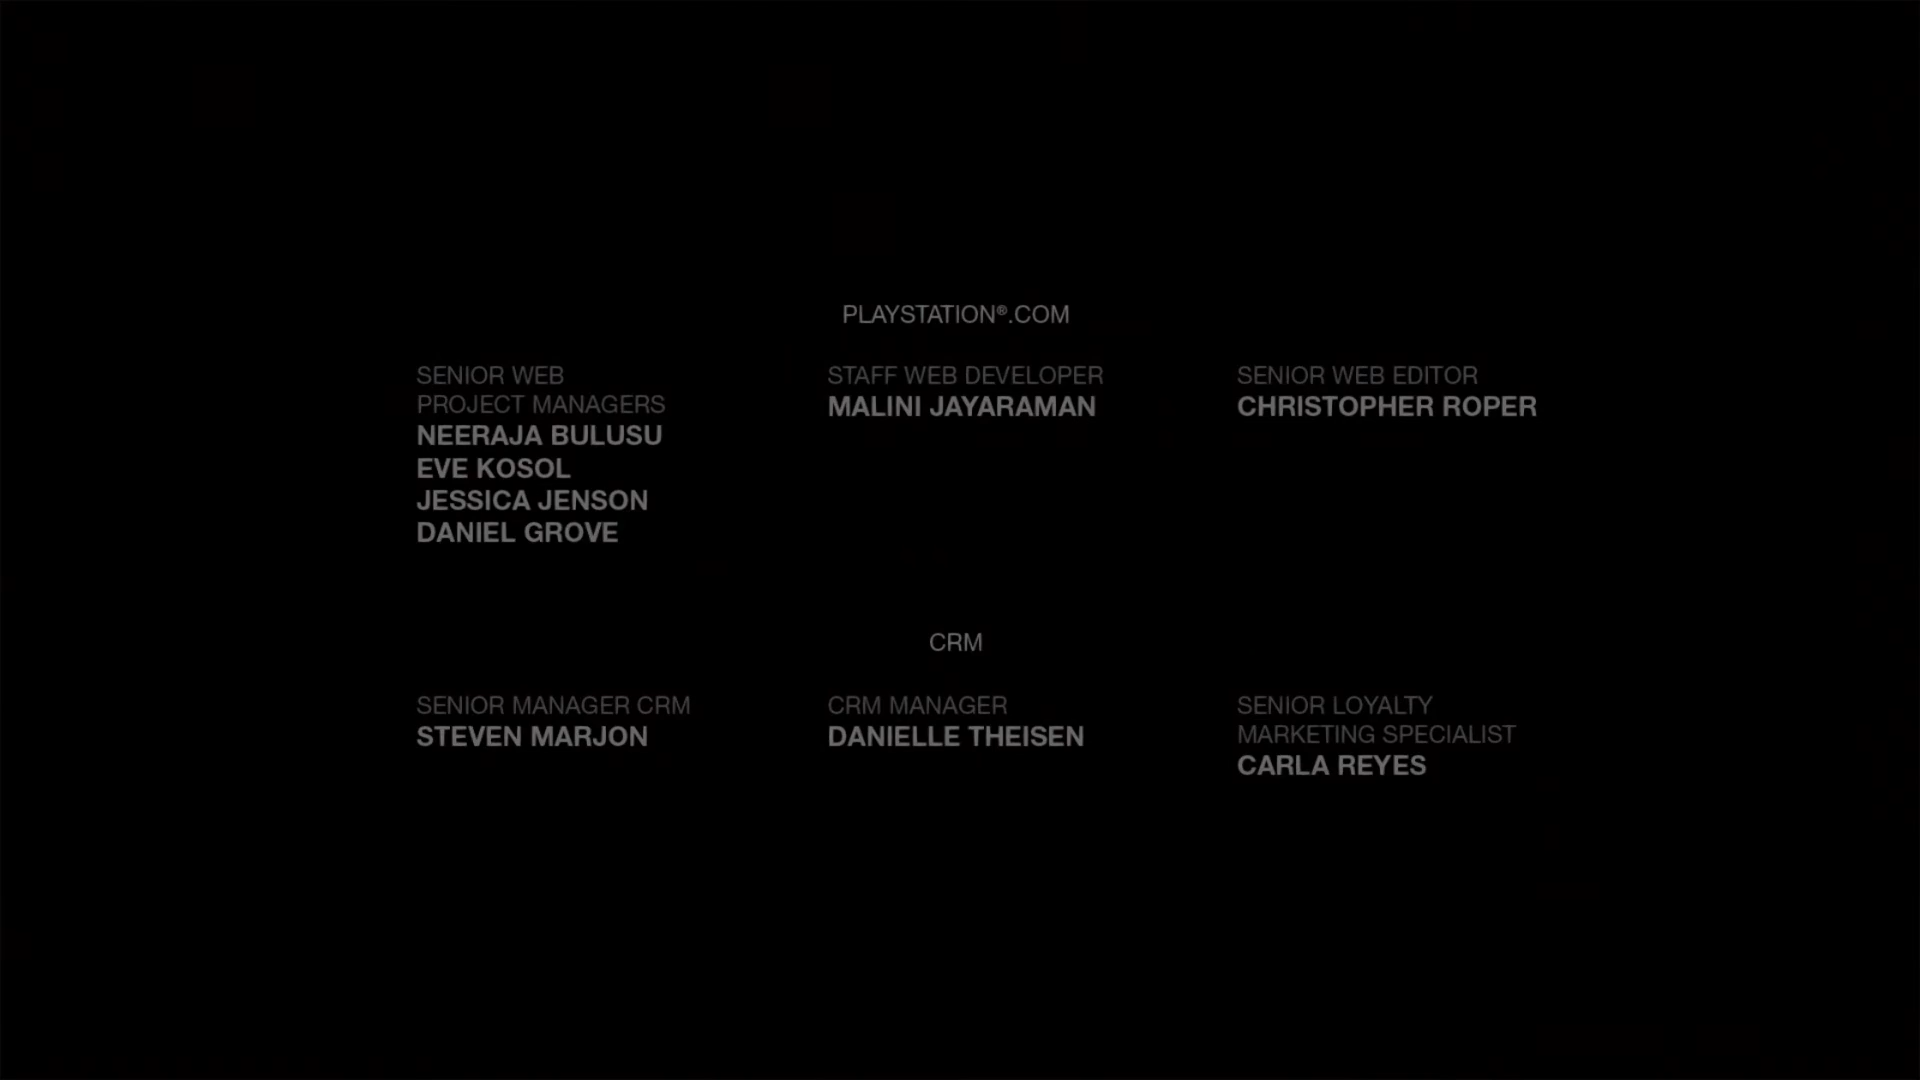 PLAYSTATION®.COM
SENIOR WEB
PROJECT MANAGERS
NEERAJA BULUSU
EVE KOSOL
JESSICA JENSON
DANIEL GROVE
STAFF WEB DEVELOPER
MALINI JAYARAMAN
SENIOR WEB EDITOR
CHRISTOPHER ROPER
CRM
SENIOR MANAGER CRM
STEVEN MARJON
CRM MANAGER
DANIELLE THEISEN
SENIOR LOYALTY
MARKETING SPECIALIST
CARLA REYES